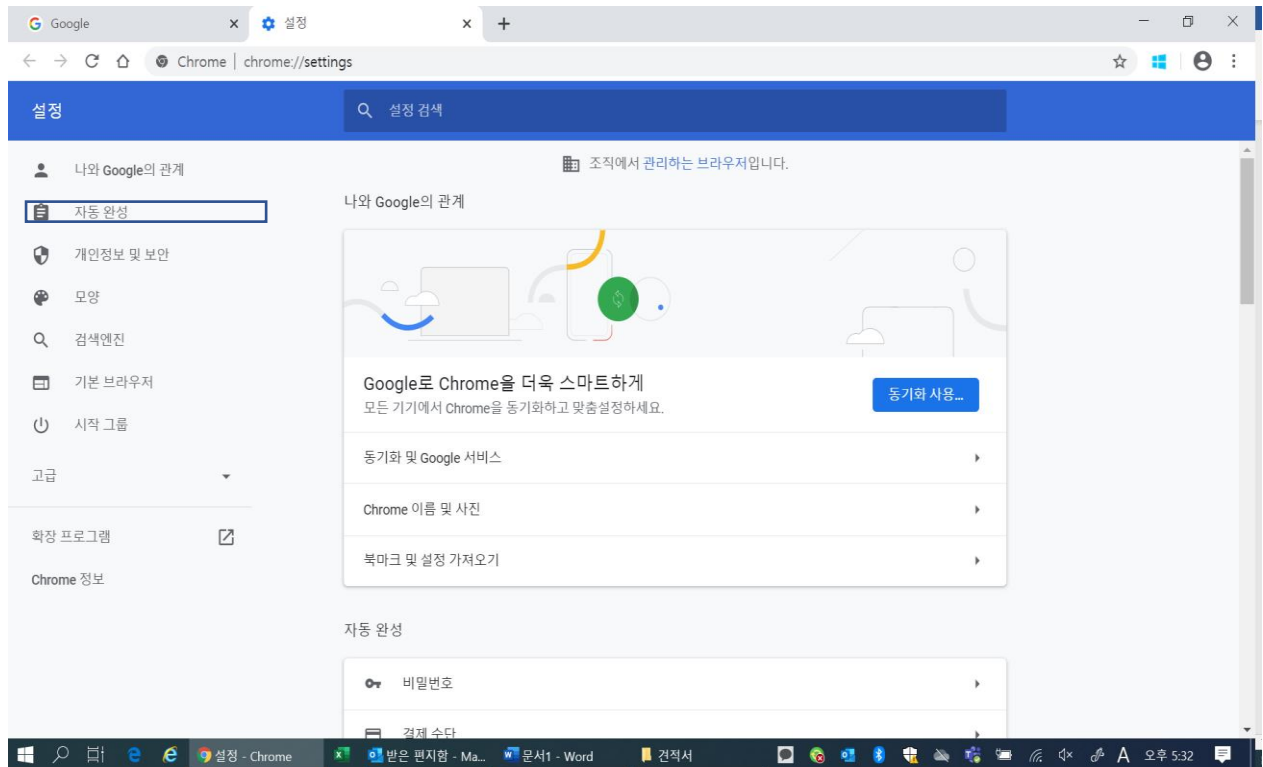 Google
설정
Chrome | chrome://settings
설정
설정 검색
나와 Google의 관계
자동 완성
개인정보 및 보안
모양
검색엔진
기본 브라우저
시작 그룹
고급
확장 프로그램
Chrome 정보
조직에서 관리하는 브라우저입니다.
나와 Google의 관계
Google로 Chrome을 더욱 스마트하게
모든 기기에서 Chrome을 동기화하고 맞춤설정하세요.
동기화 사용...
동기화 및 Google 서비스
Chrome 이름 및 사진
북마크 및 설정 가져오기
자동 완성
비밀번호
결제 수단
설정 - Chrome
받은 편지함 - Ma...
문서1 - Word
견적서
A
오후 5:32